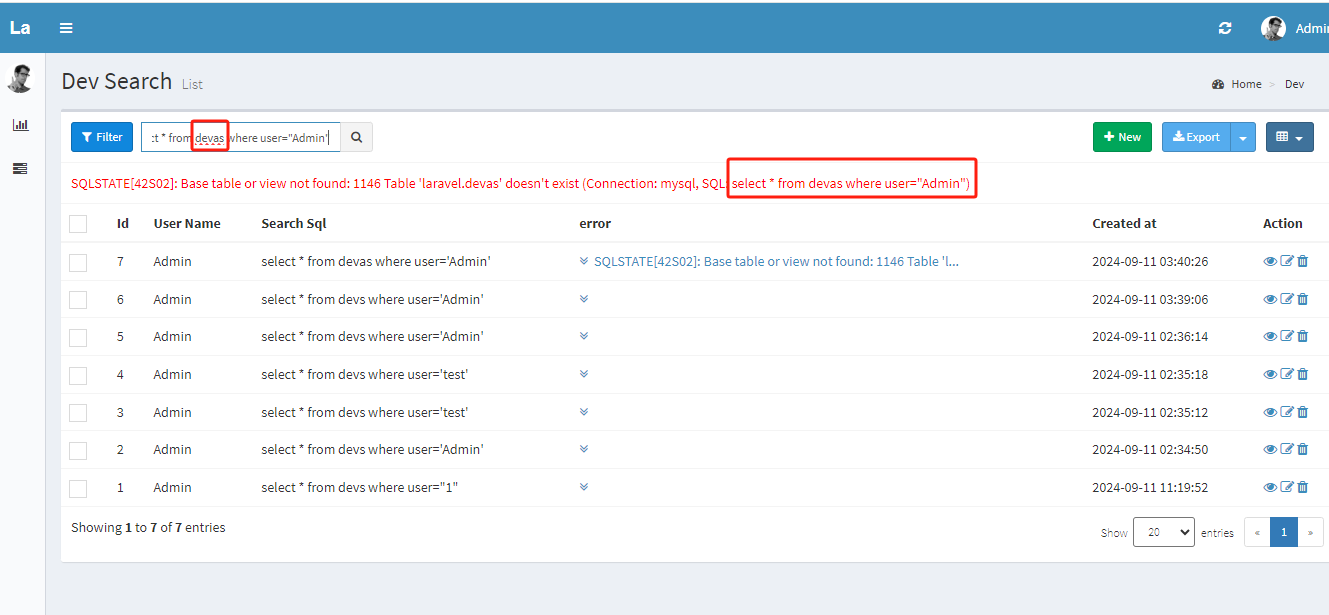 La
Admin
Dev Search List
Home > Dev
Filter
ct * from devas where user="Admin"
New
Export
SQLSTATE[42S02]: Base table or view not found: 1146 Table 'laravel.devas' doesn't exist (Connection: mysql, SQL: select * from devas where user="Admin")
Id User Name Search Sql error Created at Action
7 Admin select * from devas where user='Admin' SQLSTATE[42S02]: Base table or view not found: 1146 Table 'l... 2024-09-11 03:40:26
6 Admin select * from devs where user='Admin' 2024-09-11 03:39:06
5 Admin select * from devs where user='Admin' 2024-09-11 02:36:14
4 Admin select * from devs where user='test' 2024-09-11 02:35:18
3 Admin select * from devs where user='test' 2024-09-11 02:35:12
2 Admin select * from devs where user='Admin' 2024-09-11 02:34:50
1 Admin select * from devs where user="1" 2024-09-11 11:19:52
Showing 1 to 7 of 7 entries
Show 20 entries « 1 »